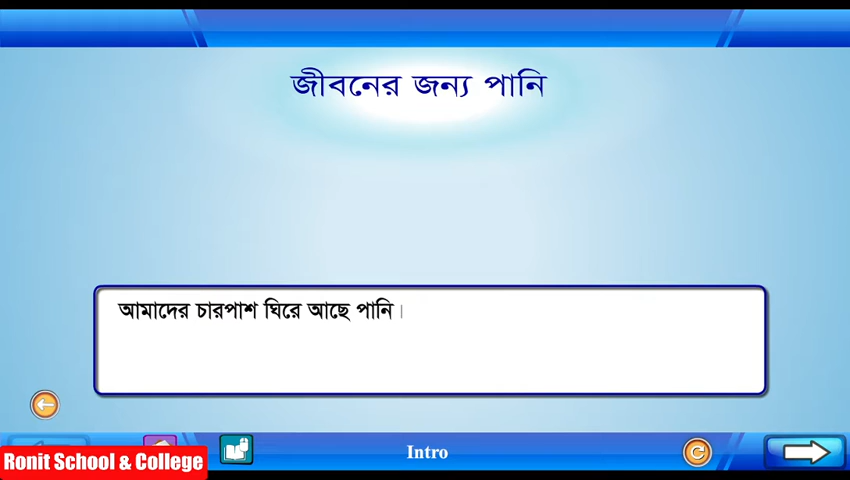 জীবনের জন্য পানি
আমাদের চারপাশ ঘিরে আছে পানি।
Intro
Ronit School & College